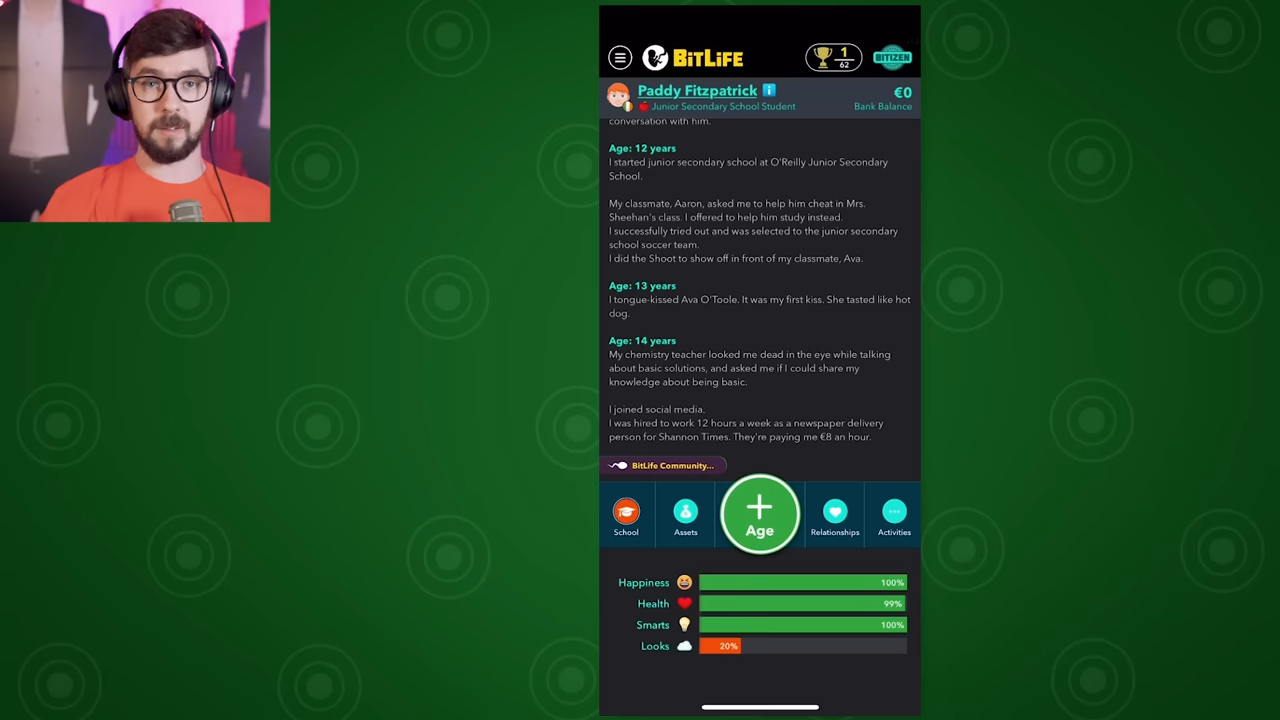 BitLife
1
62
BITIZEN
Paddy Fitzpatrick
€0
Junior Secondary School Student
Bank Balance
conversation with him.
Age: 12 years
I started junior secondary school at O'Reilly Junior Secondary
School.
My classmate, Aaron, asked me to help him cheat in Mrs.
Sheehan's class. I offered to help him study instead.
I successfully tried out and was selected to the junior secondary
school soccer team.
I did the Shoot to show off in front of my classmate, Ava.
Age: 13 years
I tongue-kissed Ava O'Toole. It was my first kiss. She tasted like hot
dog.
Age: 14 years
My chemistry teacher looked me dead in the eye while talking
about basic solutions, and asked me if I could share my
knowledge about being basic.
I joined social media.
I was hired to work 12 hours a week as a newspaper delivery
person for Shannon Times. They're paying me €8 an hour.
BitLife Community...
School
Assets
Age
Relationships
Activities
Happiness
100%
Health
99%
Smarts
100%
Looks
20%